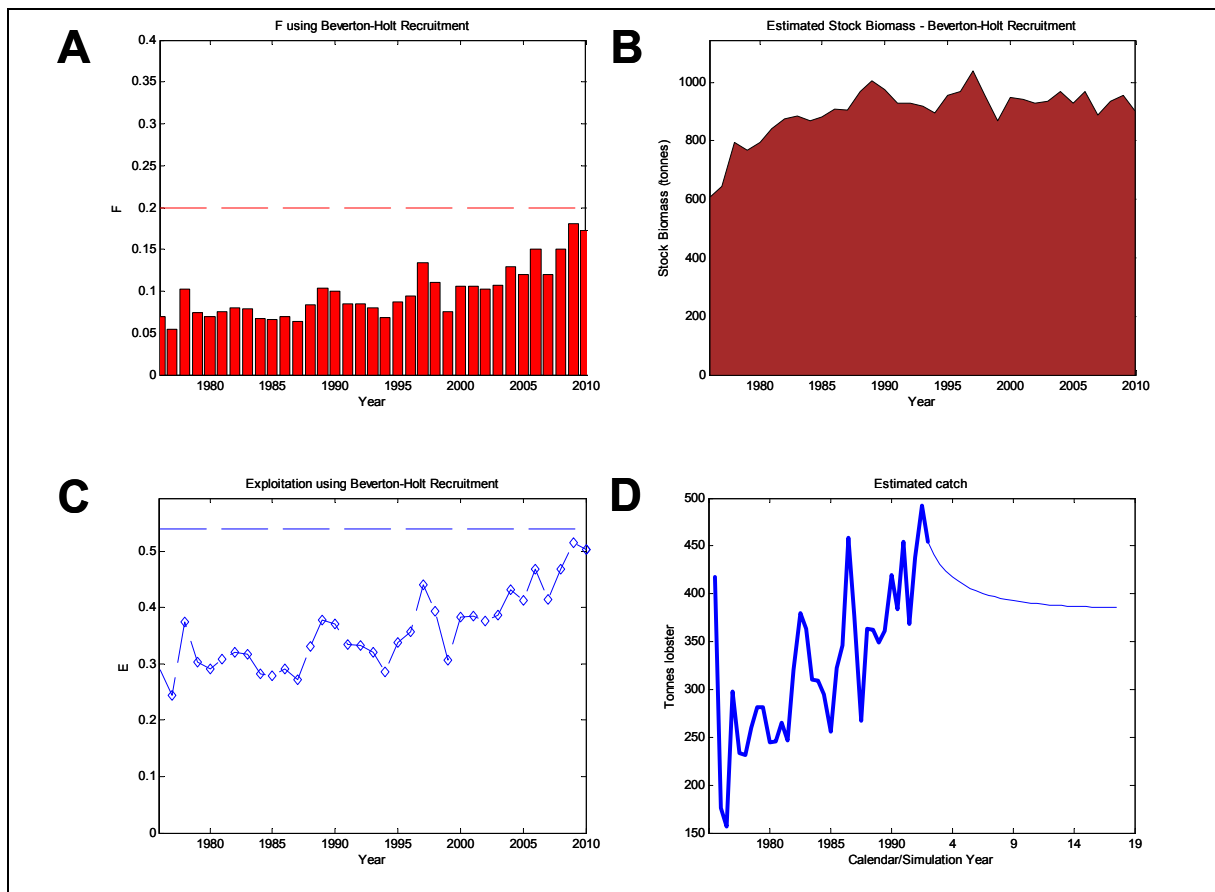 A
F using Beverton-Holt Recruitment
0.4
0.35
0.3
0.25
0.2
0.15
0.1
0.05
0
F
1980 1985 1990 1995 2000 2005 2010
Year
B
Estimated Stock Biomass - Beverton-Holt Recruitment
1000
800
600
400
200
0
Stock Biomass (tonnes)
1980 1985 1990 1995 2000 2005 2010
Year
C
Exploitation using Beverton-Holt Recruitment
0.5
0.4
0.3
0.2
0.1
0
E
1980 1985 1990 1995 2000 2005 2010
Year
D
Estimated catch
500
450
400
350
300
250
200
150
Tonnes lobster
1980 1990 4 9 14 19
Calendar/Simulation Year